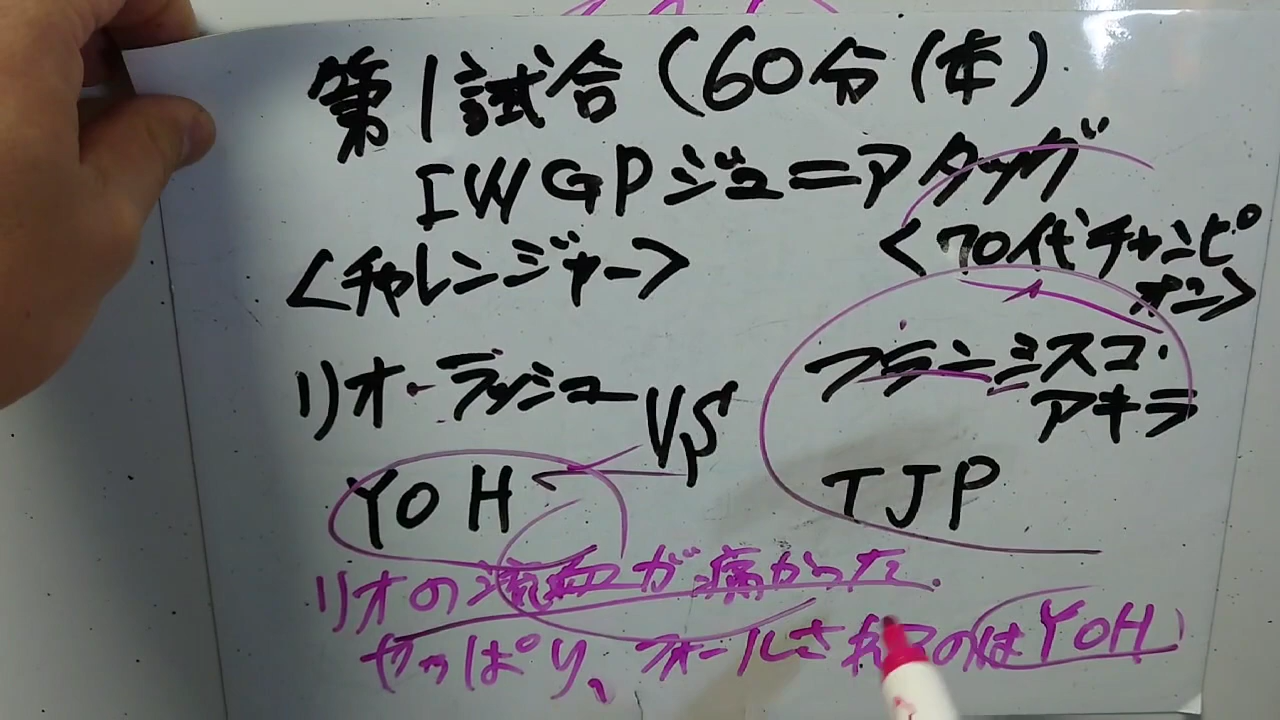 第1試合(60分1本)
IWGPジュニアタッグ
<チャレンジャー>
<70代チャンピオン>
リオ・ラッシュ
YOH
VS
フランシスコ・アキラ
TJP
リオの流血が痛かった.
やっぱり、フォールされたのはYOH